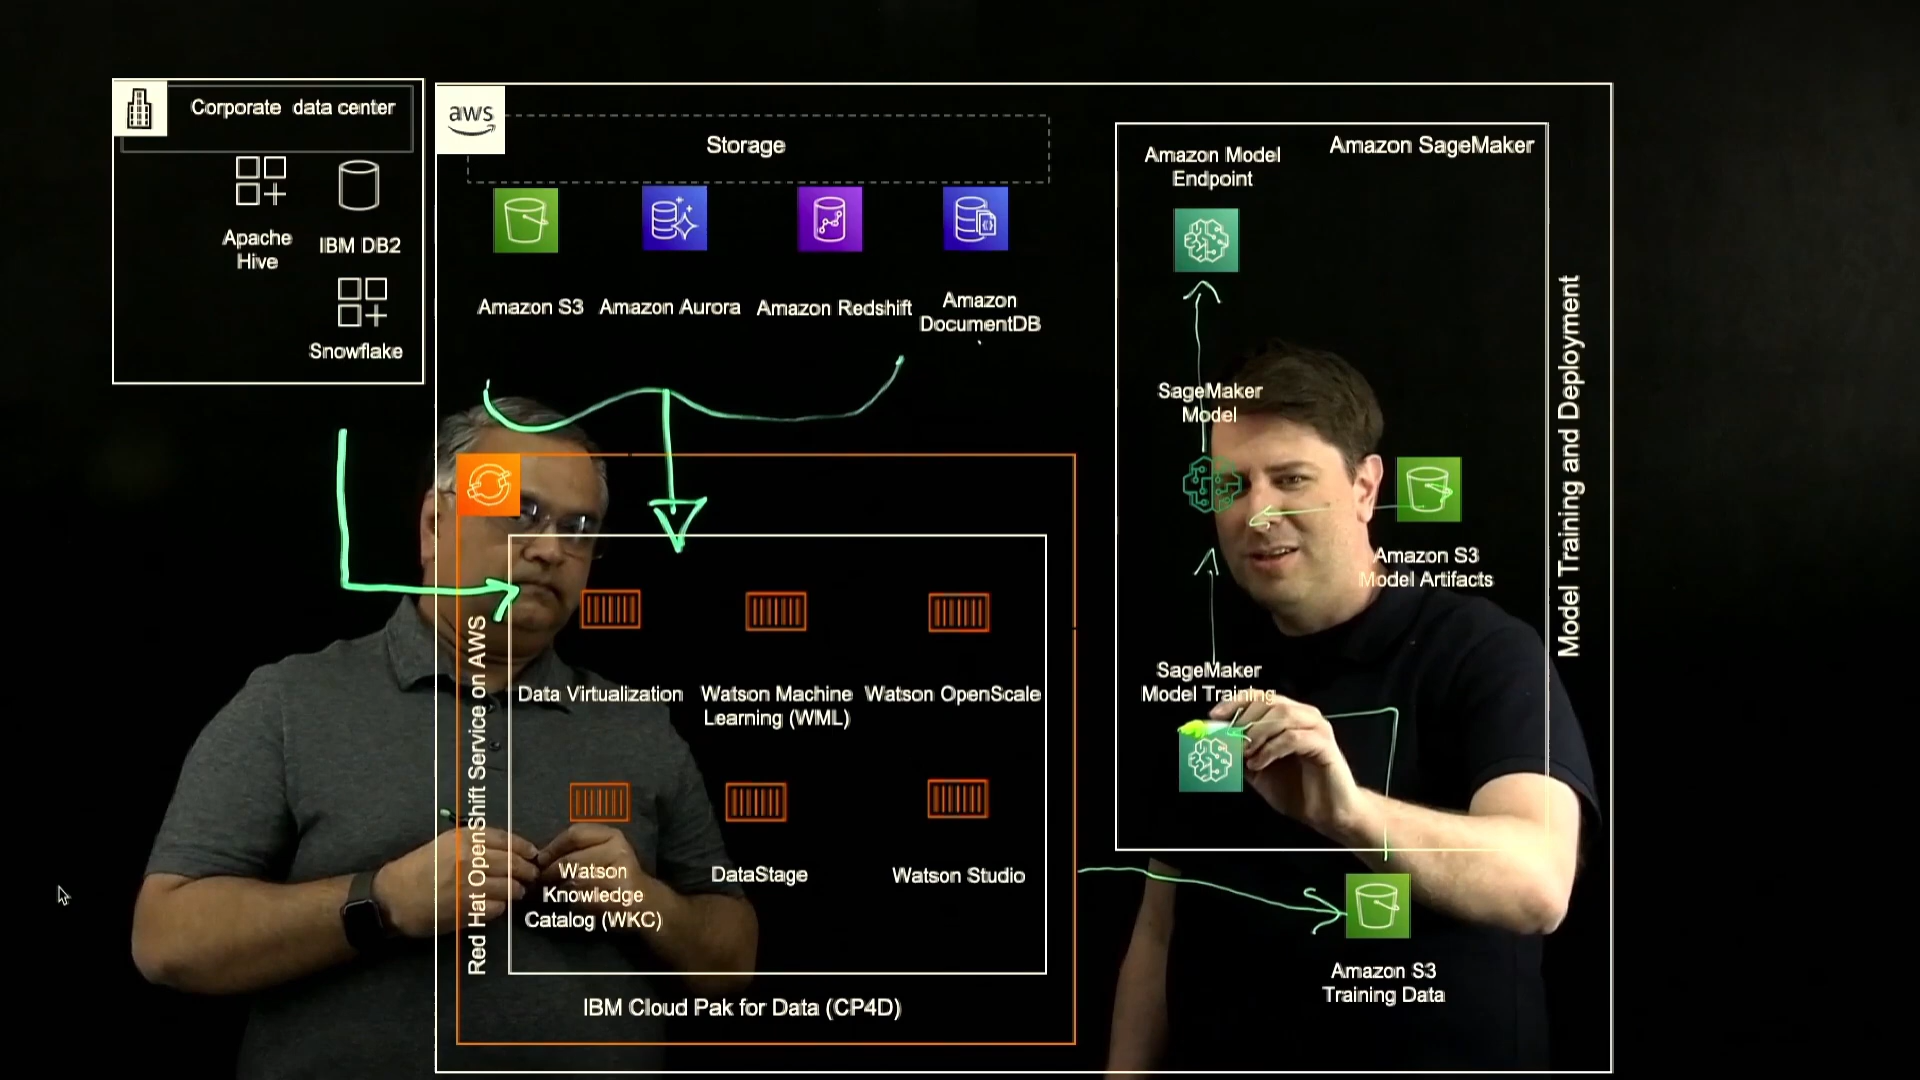 Corporate data center
Apache
Hive
IBM DB2
Snowflake
aws
Storage
Amazon S3
Amazon Aurora
Amazon Redshift
Amazon
DocumentDB
Red Hat OpenShift Service on AWS
Data Virtualization
Watson Machine
Learning (WML)
Watson OpenScale
Watson
Knowledge
Catalog (WKC)
DataStage
Watson Studio
IBM Cloud Pak for Data (CP4D)
Amazon SageMaker
Amazon Model
Endpoint
SageMaker
Model
Amazon S3
Model Artifacts
SageMaker
Model Training
Amazon S3
Training Data
Model Training and Deployment